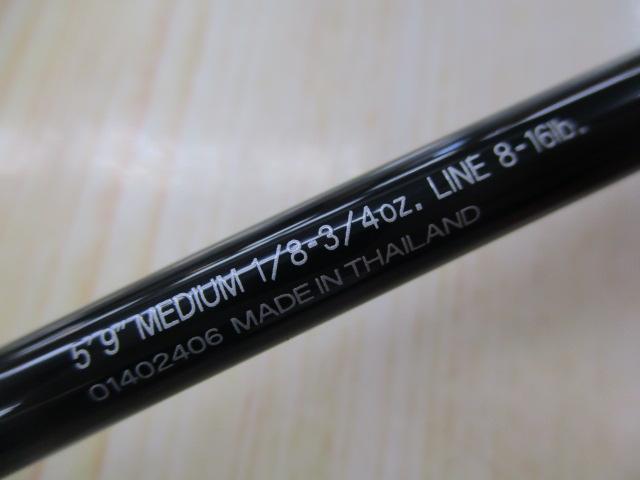 5'9" MEDIUM 1/8-3/4oz. LINE 8-16lb.
01402406 MADE IN THAILAND